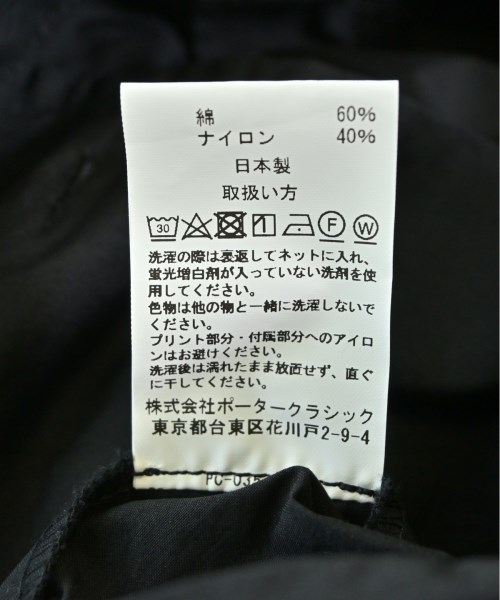 綿 60%
ナイロン 40%
日本製
取扱い方
30 F W
洗濯の際は裏返してネットに入れ、
蛍光増白剤が入っていない洗剤を使
用してください。
色物は他の物と一緒に洗濯しないで
ください。
プリント部分・付属部分へのアイロ
ンはお避けください。
洗濯後は濡れたまま放置せず、直ぐ
に干してください。
株式会社ポータークラシック
東京都台東区花川戸2-9-4